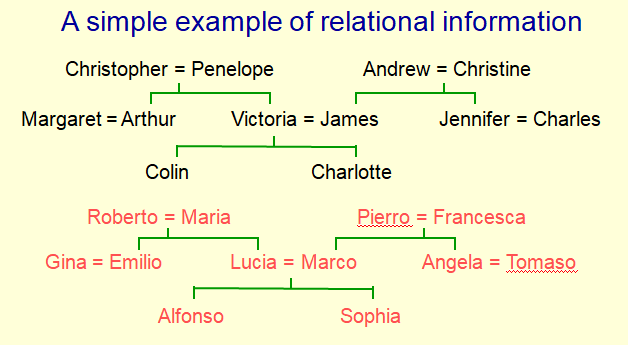 A simple example of relational information
Christopher = Penelope Andrew = Christine
Margaret = Arthur Victoria = James Jennifer = Charles
Colin Charlotte
Roberto = Maria Pierro = Francesca
Gina = Emilio Lucia = Marco Angela = Tomaso
Alfonso Sophia